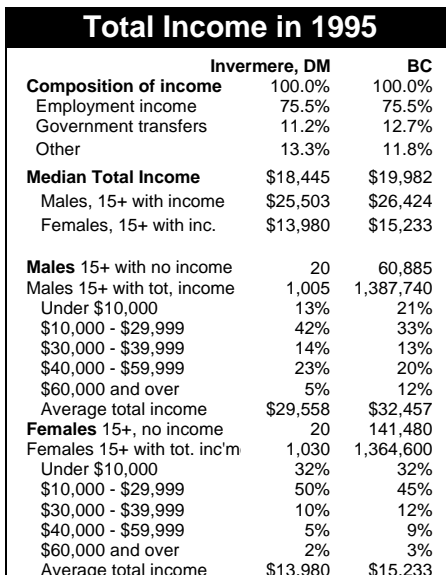 Total Income in 1995
Invermere, DM BC
Composition of income 100.0% 100.0%
Employment income 75.5% 75.5%
Government transfers 11.2% 12.7%
Other 13.3% 11.8%
Median Total Income $18,445 $19,982
Males, 15+ with income $25,503 $26,424
Females, 15+ with inc. $13,980 $15,233
Males 15+ with no income 20 60,885
Males 15+ with tot, income 1,005 1,387,740
Under $10,000 13% 21%
$10,000 - $29,999 42% 33%
$30,000 - $39,999 14% 13%
$40,000 - $59,999 23% 20%
$60,000 and over 5% 12%
Average total income $29,558 $32,457
Females 15+, no income 20 141,480
Females 15+ with tot. inc'm 1,030 1,364,600
Under $10,000 32% 32%
$10,000 - $29,999 50% 45%
$30,000 - $39,999 10% 12%
$40,000 - $59,999 5% 9%
$60,000 and over 2% 3%
Average total income $13,980 $15,233